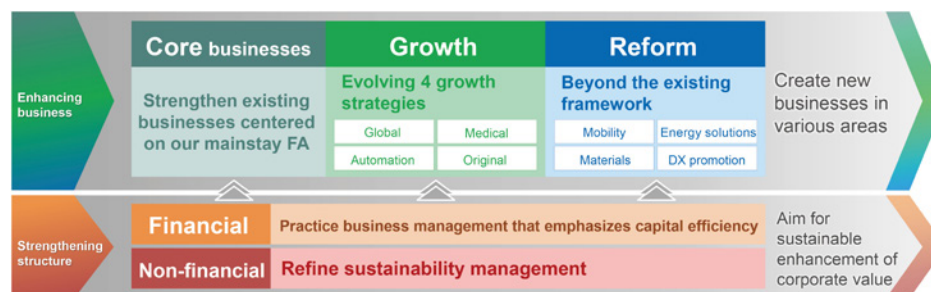 Enhancing
business
Core businesses
Strengthen existing
businesses centered
on our mainstay FA
Growth
Evolving 4 growth
strategies
Global
Medical
Automation
Original
Reform
Beyond the existing
framework
Mobility
Energy solutions
Materials
DX promotion
Create new
businesses in
various areas
Strengthening
structure
Financial
Practice business management that emphasizes capital efficiency
Non-financial
Refine sustainability management
Aim for
sustainable
enhancement of
corporate value